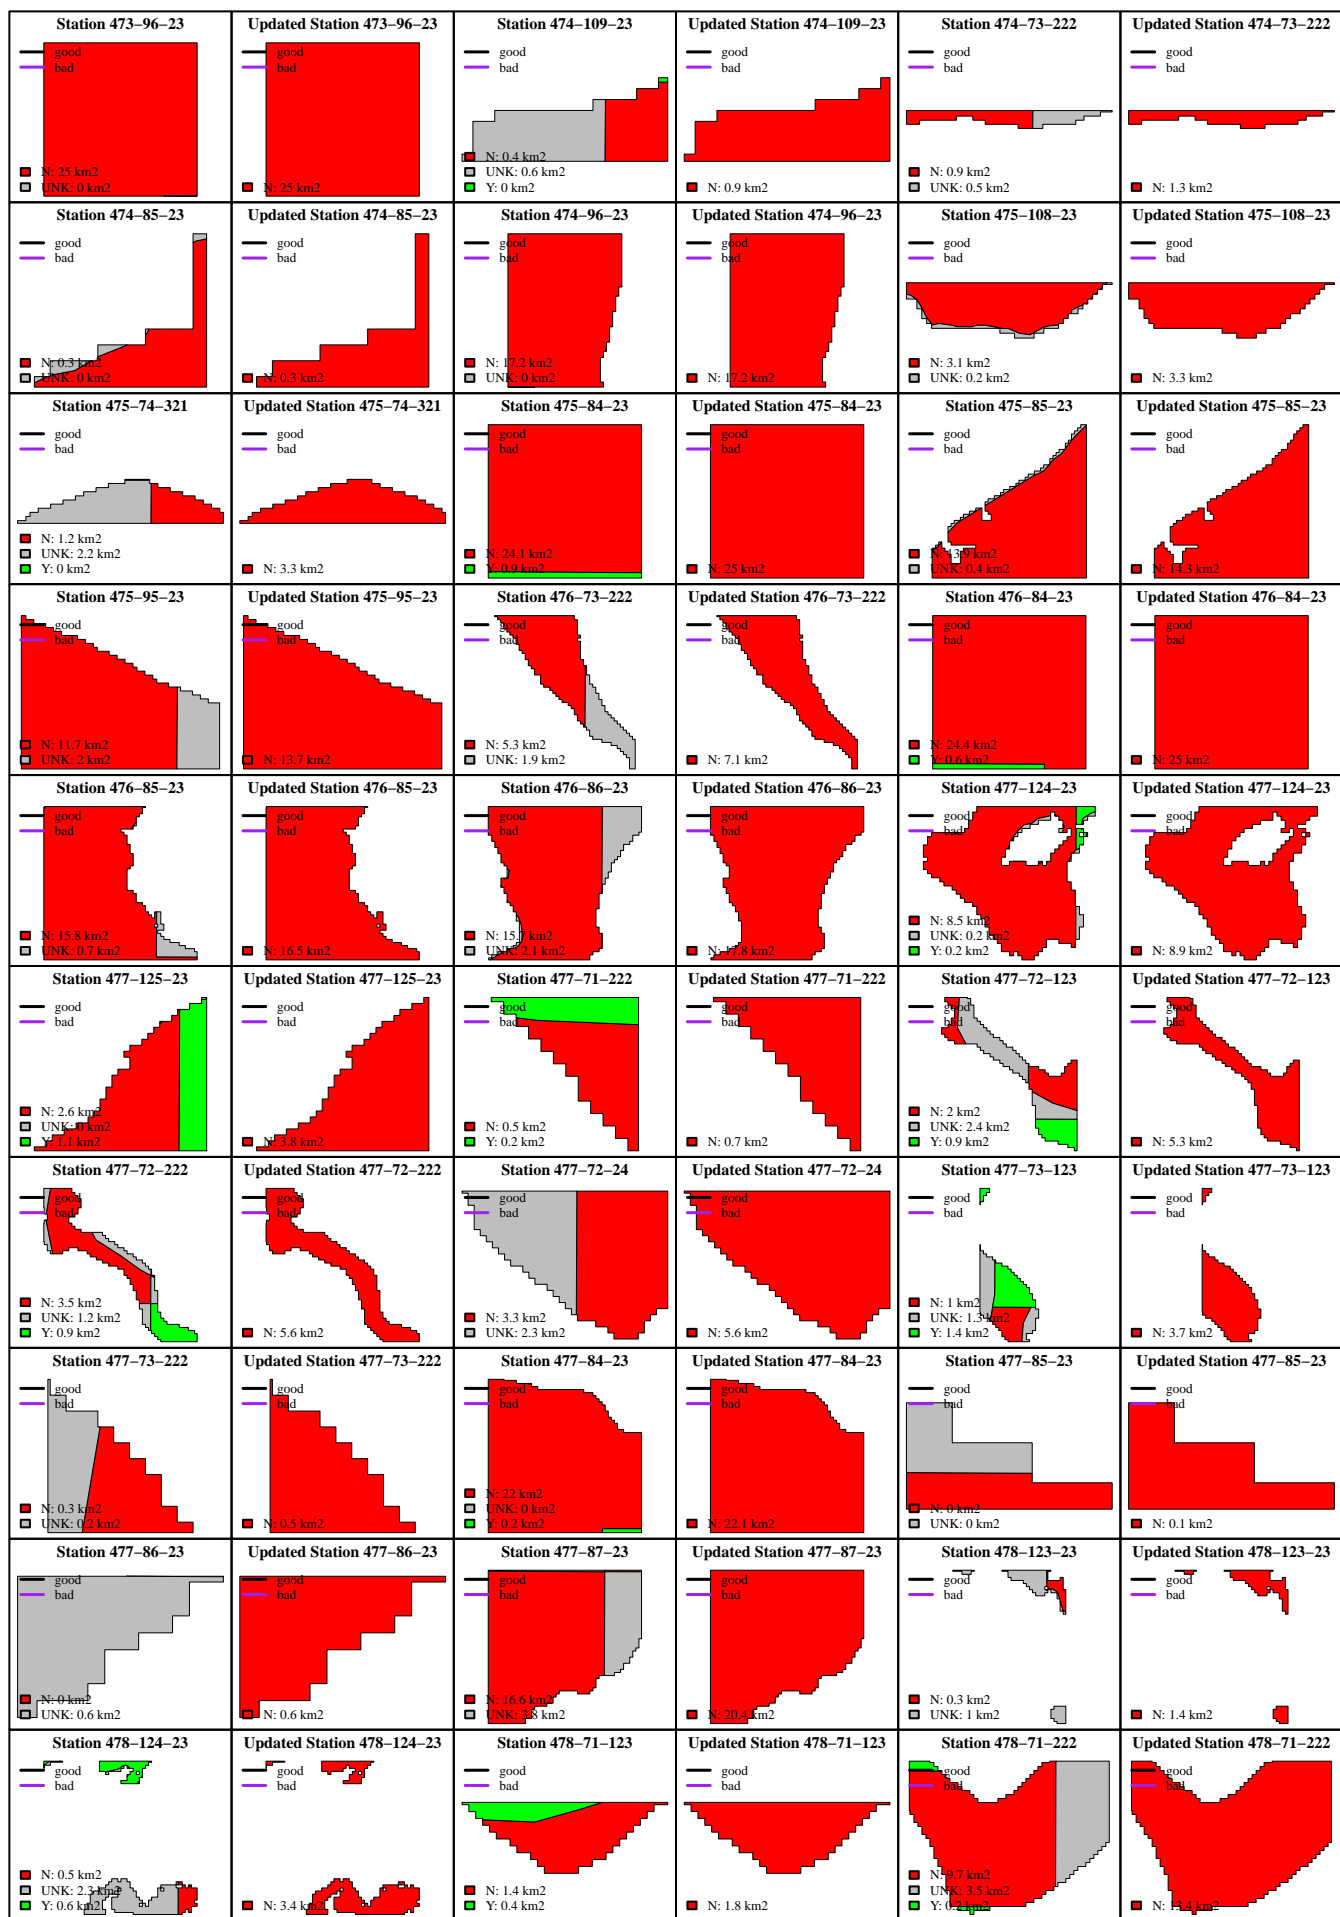 Station 473−96−23
good
bad
N: 25 km2
UNK: 0 km2
Updated Station 473−96−23
good
bad
N: 25 km2
Station 474−109−23
good
bad
N: 0.4 km2
UNK: 0.6 km2
Y: 0 km2
Updated Station 474−109−23
good
bad
N: 0.9 km2
Station 474−73−222
good
bad
N: 0.9 km2
UNK: 0.5 km2
Updated Station 474−73−222
good
bad
N: 1.3 km2
Station 474−85−23
good
bad
N: 0.3 km2
UNK: 0 km2
Updated Station 474−85−23
good
bad
N: 0.3 km2
Station 474−96−23
good
bad
N: 17.2 km2
UNK: 0 km2
Updated Station 474−96−23
good
bad
N: 17.2 km2
Station 475−108−23
good
bad
N: 3.1 km2
UNK: 0.2 km2
Updated Station 475−108−23
good
bad
N: 3.3 km2
Station 475−74−321
good
bad
N: 1.2 km2
UNK: 2.2 km2
Y: 0 km2
Updated Station 475−74−321
good
bad
N: 3.3 km2
Station 475−84−23
good
bad
N: 24.1 km2
Y: 0.9 km2
Updated Station 475−84−23
good
bad
N: 25 km2
Station 475−85−23
good
bad
N: 13.9 km2
UNK: 0.4 km2
Updated Station 475−85−23
good
bad
N: 14.3 km2
Station 475−95−23
good
bad
N: 11.7 km2
UNK: 2 km2
Updated Station 475−95−23
good
bad
N: 13.7 km2
Station 476−73−222
good
bad
N: 5.3 km2
UNK: 1.9 km2
Updated Station 476−73−222
good
bad
N: 7.1 km2
Station 476−84−23
good
bad
N: 24.4 km2
Y: 0.6 km2
Updated Station 476−84−23
good
bad
N: 25 km2
Station 476−85−23
good
bad
N: 15.8 km2
UNK: 0.7 km2
Updated Station 476−85−23
good
bad
N: 16.5 km2
Station 476−86−23
good
bad
N: 15.7 km2
UNK: 2.1 km2
Updated Station 476−86−23
good
bad
N: 17.8 km2
Station 477−124−23
good
bad
N: 8.5 km2
UNK: 0.2 km2
Y: 0.2 km2
Updated Station 477−124−23
good
bad
N: 8.9 km2
Station 477−125−23
good
bad
N: 2.6 km2
UNK: 0 km2
Y: 1.1 km2
Updated Station 477−125−23
good
bad
N: 3.8 km2
Station 477−71−222
good
bad
N: 0.5 km2
Y: 0.2 km2
Updated Station 477−71−222
good
bad
N: 0.7 km2
Station 477−72−123
good
bad
N: 2 km2
UNK: 2.4 km2
Y: 0.9 km2
Updated Station 477−72−123
good
bad
N: 5.3 km2
Station 477−72−222
good
bad
N: 3.5 km2
UNK: 1.2 km2
Y: 0.9 km2
Updated Station 477−72−222
good
bad
N: 5.6 km2
Station 477−72−24
good
bad
N: 3.3 km2
UNK: 2.3 km2
Updated Station 477−72−24
good
bad
N: 5.6 km2
Station 477−73−123
good
bad
N: 1 km2
UNK: 1.3 km2
Y: 1.4 km2
Updated Station 477−73−123
good
bad
N: 3.7 km2
Station 477−73−222
good
bad
N: 0.3 km2
UNK: 0.2 km2
Updated Station 477−73−222
good
bad
N: 0.5 km2
Station 477−84−23
good
bad
N: 22 km2
UNK: 0 km2
Y: 0.2 km2
Updated Station 477−84−23
good
bad
N: 22.1 km2
Station 477−85−23
good
bad
N: 0 km2
UNK: 0 km2
Updated Station 477−85−23
good
bad
N: 0.1 km2
Station 477−86−23
good
bad
N: 0 km2
UNK: 0.6 km2
Updated Station 477−86−23
good
bad
N: 0.6 km2
Station 477−87−23
good
bad
N: 16.6 km2
UNK: 3.8 km2
Updated Station 477−87−23
good
bad
N: 20.4 km2
Station 478−123−23
good
bad
N: 0.3 km2
UNK: 1 km2
Updated Station 478−123−23
good
bad
N: 1.4 km2
Station 478−124−23
good
bad
N: 0.5 km2
UNK: 2.3 km2
Y: 0.6 km2
Updated Station 478−124−23
good
bad
N: 3.4 km2
Station 478−71−123
good
bad
N: 1.4 km2
Y: 0.4 km2
Updated Station 478−71−123
good
bad
N: 1.8 km2
Station 478−71−222
good
bad
N: 9.7 km2
UNK: 3.5 km2
Y: 0.2 km2
Updated Station 478−71−222
good
bad
N: 13.4 km2